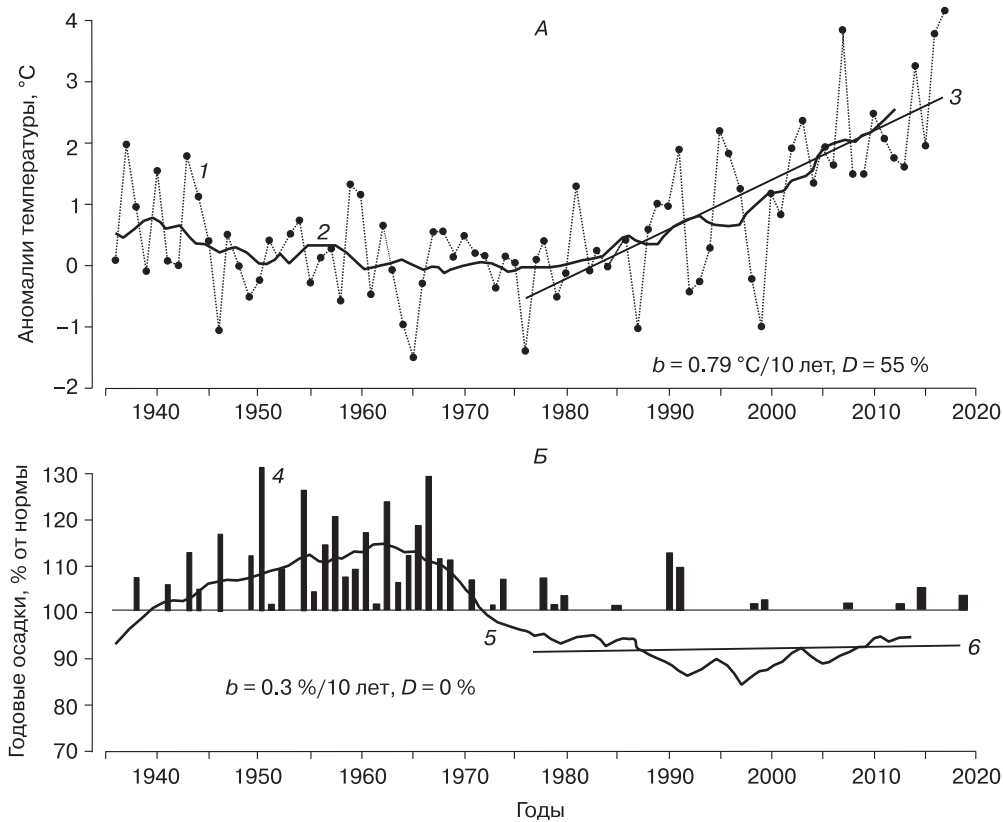 А
Аномалии температуры, °C
4
3
2
1
0
−1
−2
1
2
3
b = 0.79 °C/10 лет, D = 55 %
1940 1950 1960 1970 1980 1990 2000 2010 2020
Б
Годовые осадки, % от нормы
130
120
110
100
90
80
70
4
5
6
b = 0.3 %/10 лет, D = 0 %
1940 1950 1960 1970 1980 1990 2000 2010 2020
Годы